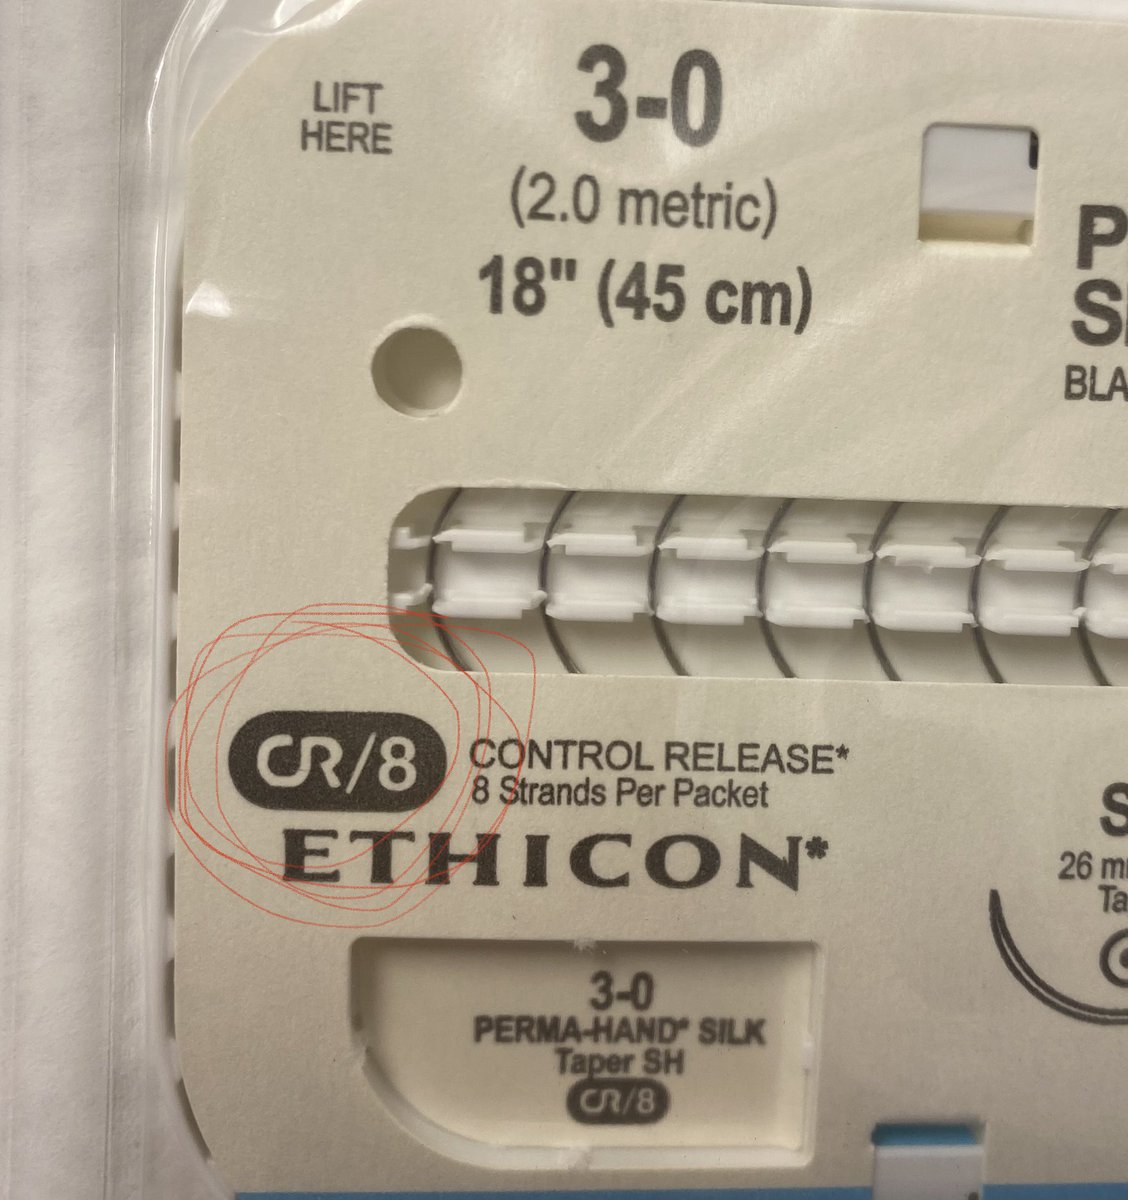 LIFT
HERE
3-0
(2.0 metric)
18" (45 cm)
BLA
CR/8
CONTROL RELEASE*
8 Strands Per Packet
ETHICON*
26 m
Ta
3-0
PERMA-HAND* SILK
Taper SH
CR/8